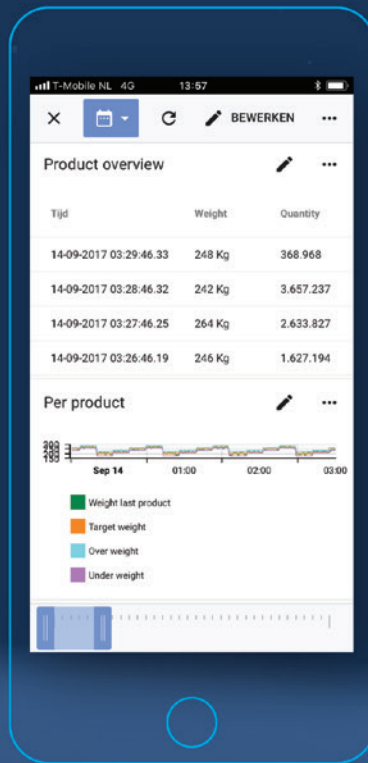 T-Mobile NL 4G 13:57
BEWERKEN
Product overview
Tijd Weight Quantity
14-09-2017 03:29:46.33 248 Kg 368.968
14-09-2017 03:28:46.32 242 Kg 3.657.237
14-09-2017 03:27:46.25 264 Kg 2.633.827
14-09-2017 03:26:46.19 246 Kg 1.627.194
Per product
300
250
200
150
Sep 14 01:00 02:00 03:00
Weight last product
Target weight
Over weight
Under weight